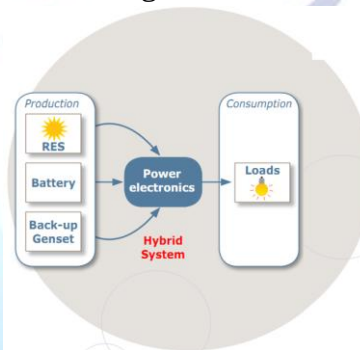 Production
RES
Battery
Back-up
Genset
Power
electronics
Hybrid
System
Consumption
Loads